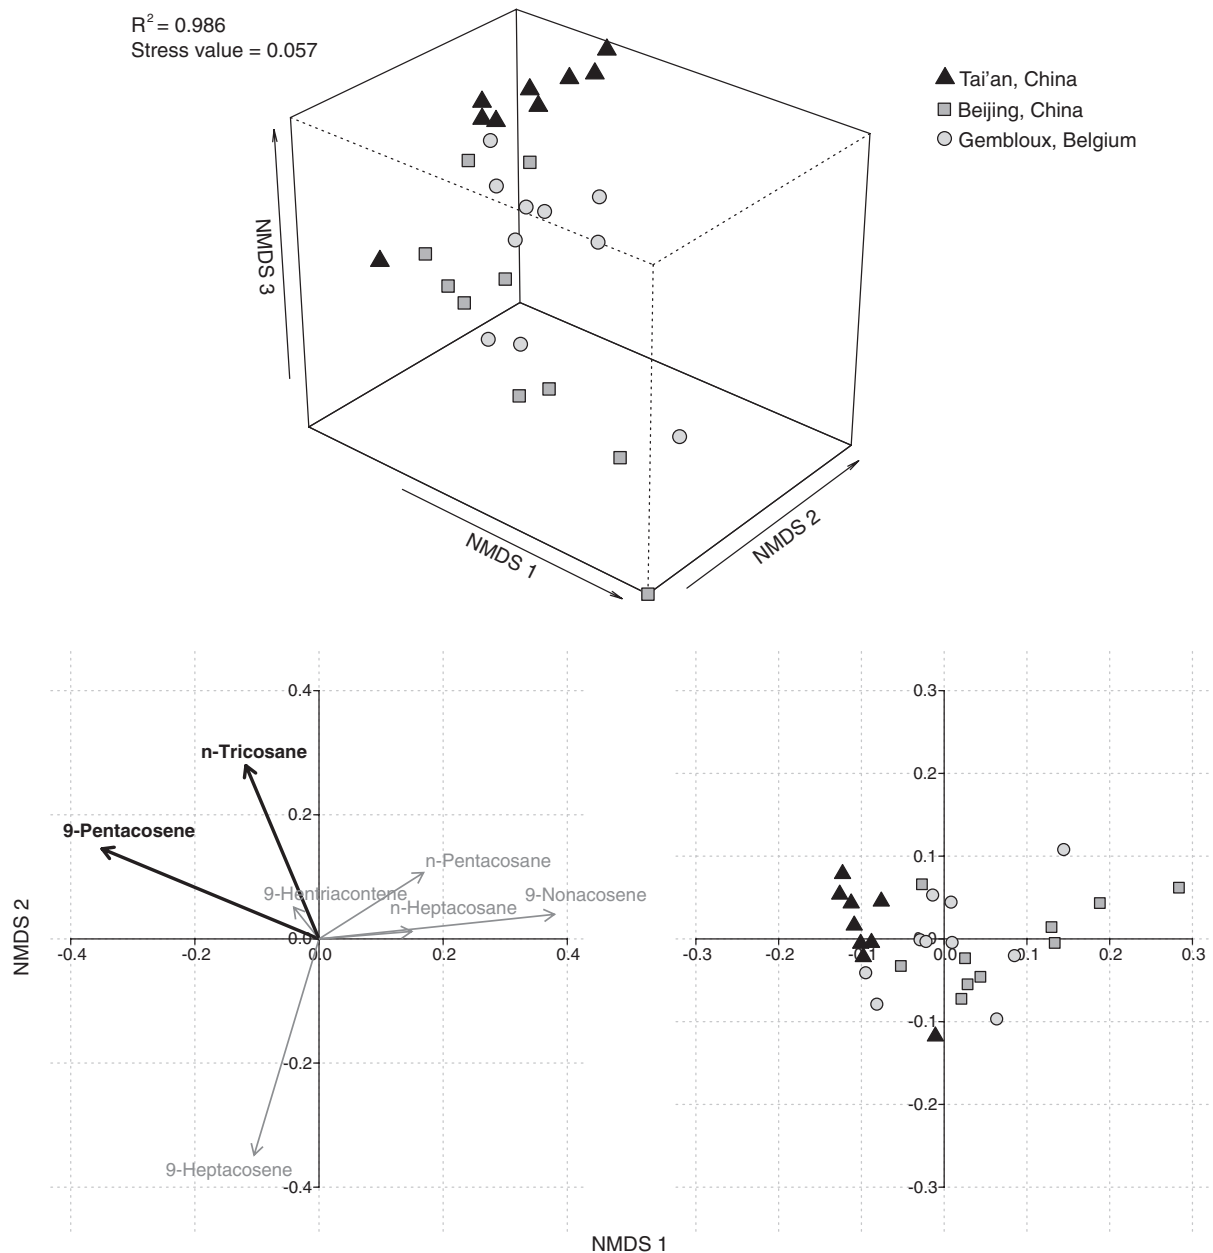 R2 = 0.986
Stress value = 0.057
Tai'an, China
Beijing, China
Gembloux, Belgium
NMDS 3
NMDS 1
NMDS 2
0.4
0.3
n-Tricosane
0.2
0.2
9-Pentacosene
n-Pentacosane
0.1
9-Hentriacontene
9-Nonacosene
n-Heptacosane
NMDS 2
0.0
0.0
-0.4
-0.2
0.0
0.2
0.4
-0.3
-0.2
-0.1
0.1
0.2
0.3
-0.1
-0.2
-0.2
9-Heptacosene
-0.4
-0.3
NMDS 1